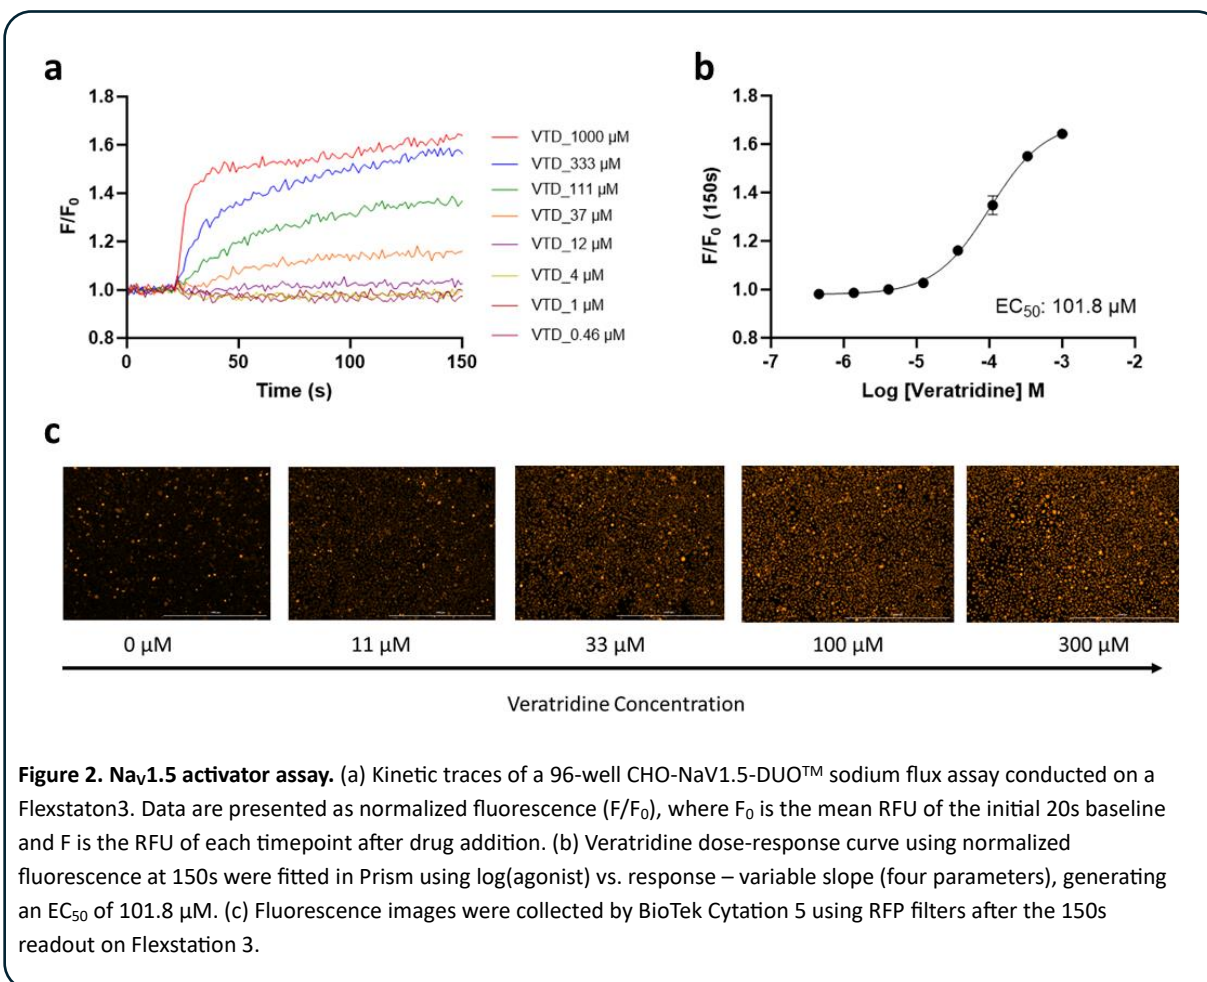 a
b
1.8
1.6
1.4
1.2
1.0
0.8
F/F₀
0
50
100
150
Time (s)
VTD_1000 µM
VTD_333 µM
VTD_111 µM
VTD_37 µM
VTD_12 µM
VTD_4 µM
VTD_1 µM
VTD_0.46 µM
1.8
1.6
1.4
1.2
1.0
0.8
F/F₀ (150s)
EC₅₀: 101.8 µM
-7
-6
-5
-4
-3
-2
Log [Veratridine] M
c
0 µM
11 µM
33 µM
100 µM
300 µM
Veratridine Concentration
Figure 2. Naᵥ1.5 activator assay. (a) Kinetic traces of a 96-well CHO-NaV1.5-DUO™ sodium flux assay conducted on a
Flexstaton3. Data are presented as normalized fluorescence (F/F₀), where F₀ is the mean RFU of the initial 20s baseline
and F is the RFU of each timepoint after drug addition. (b) Veratridine dose-response curve using normalized
fluorescence at 150s were fitted in Prism using log(agonist) vs. response – variable slope (four parameters), generating
an EC₅₀ of 101.8 µM. (c) Fluorescence images were collected by BioTek Cytation 5 using RFP filters after the 150s
readout on Flexstation 3.